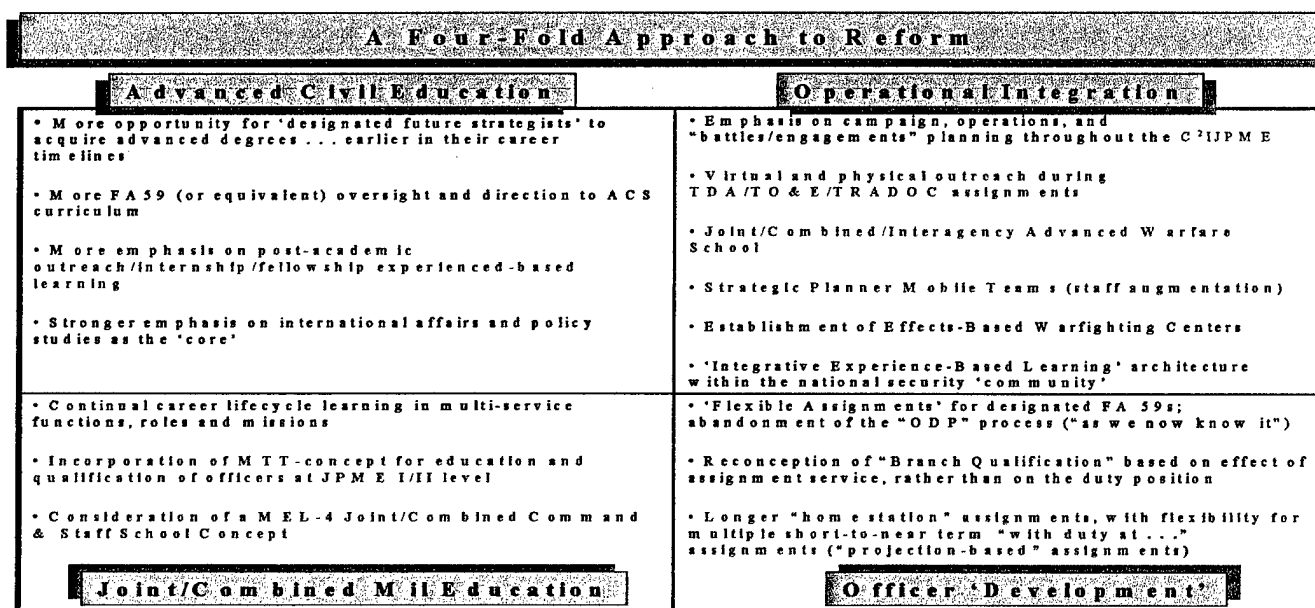 A Four-Fold Approach to Reform
Advanced Civil Education
• More opportunity for 'designated future strategists' to
acquire advanced degrees ... earlier in their career
timelines
• More FA59 (or equivalent) oversight and direction to ACS
curriculum
• More emphasis on post-academic
outreach/internship/fellowship experienced-based
learning
• Stronger emphasis on international affairs and policy
studies as the 'core'
Operational Integration
• Emphasis on campaign, operations, and
"battles/engagements" planning throughout the C²IJPME
• Virtual and physical outreach during
TDA/TO&E/TRADOC assignments
• Joint/Combined/Interagency Advanced Warfare
School
• Strategic Planner Mobile Teams (staff augmentation)
• Establishment of Effects-Based Warfighting Centers
• 'Integrative Experience-Based Learning' architecture
within the national security 'community'
• Continual career lifecycle learning in multi-service
functions, roles and missions
• Incorporation of MTT-concept for education and
qualification of officers at JPME I/II level
• Consideration of a MEL-4 Joint/Combined Command
& Staff School Concept
Joint/Combined Mil Education
• 'Flexible Assignments' for designated FA 59s;
abandonment of the "ODP" process ("as we now know it")
• Reconception of "Branch Qualification" based on effect of
assignment service, rather than on the duty position
• Longer "home station" assignments, with flexibility for
multiple short-to-near term "with duty at ..."
assignments ("projection-based" assignments)
Officer 'Development'